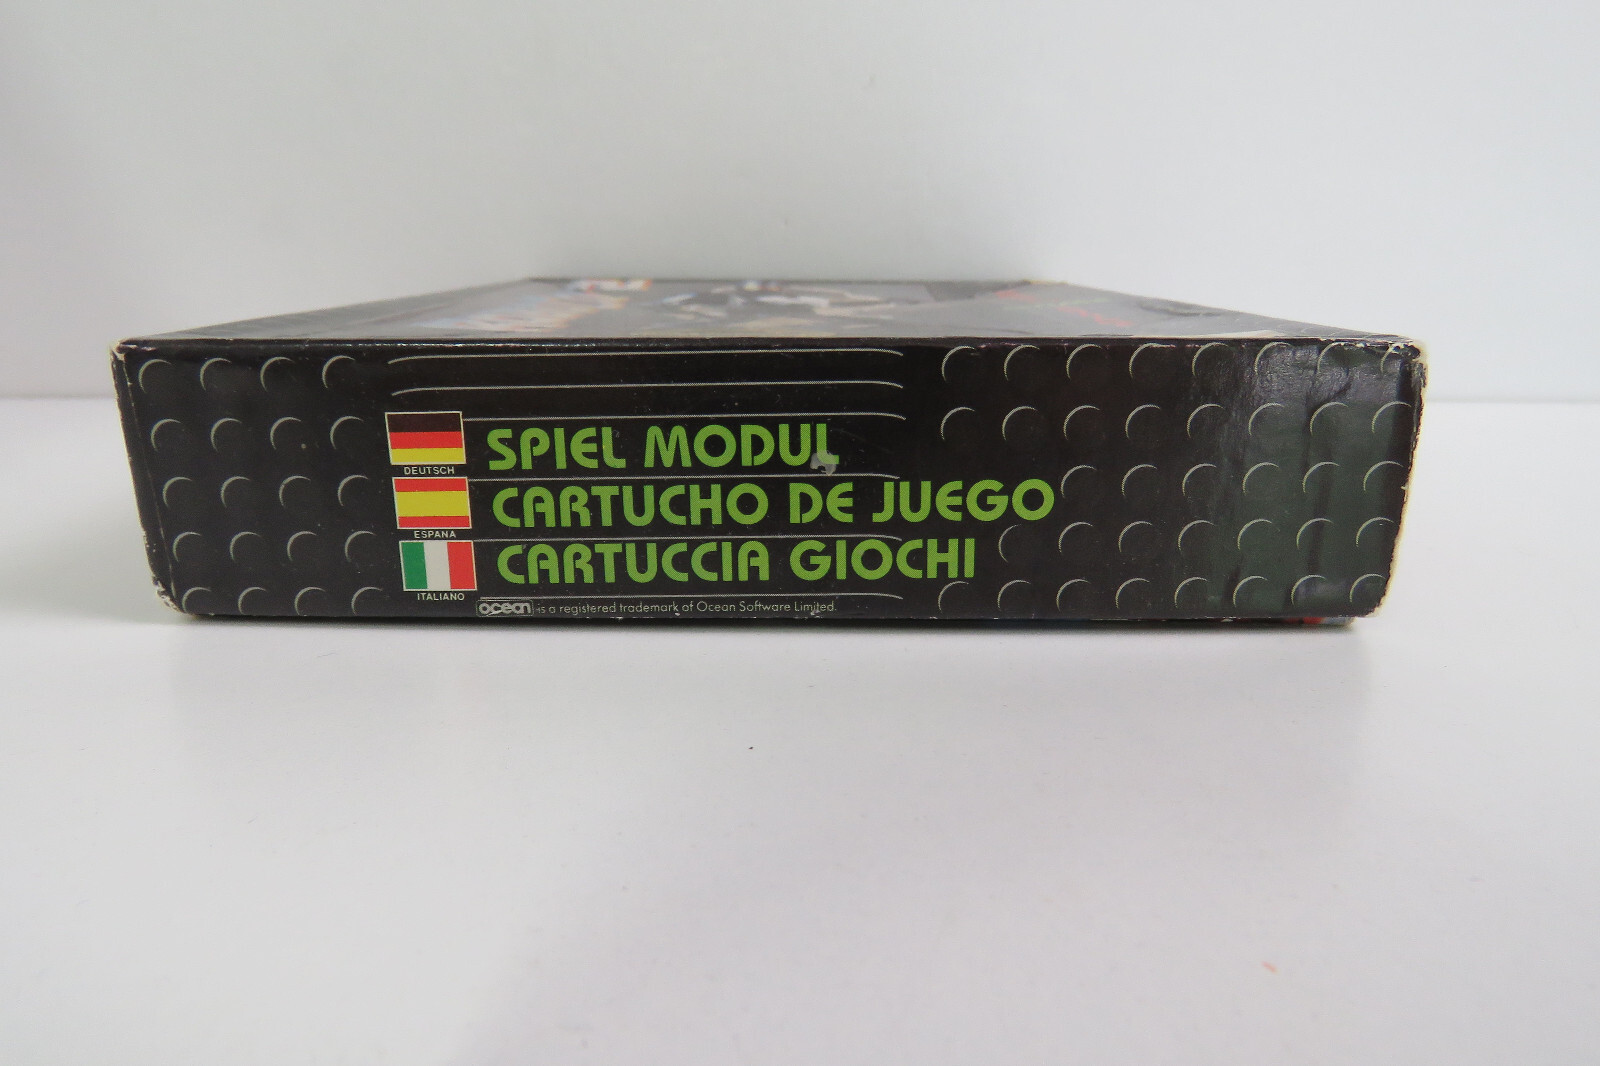 DEUTSCH
SPIEL MODUL
ESPANA
CARTUCHO DE JUEGO
ITALIANO
CARTUCCIA GIOCHI
ocean is a registered trademark of Ocean Software Limited.